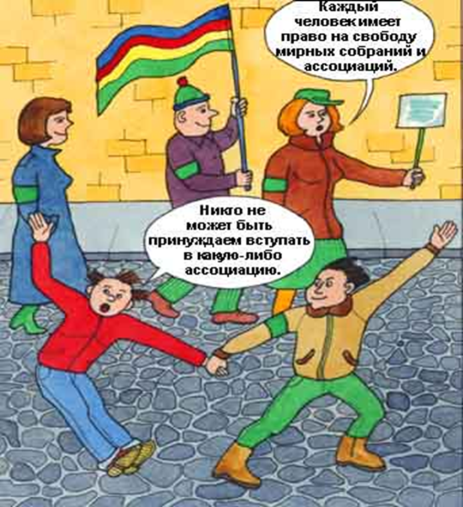 Каждый
человек имеет
право на свободу
мирных собраний и
ассоциаций.
Никто не
может быть
принуждаем вступать
в какую-либо
ассоциацию.